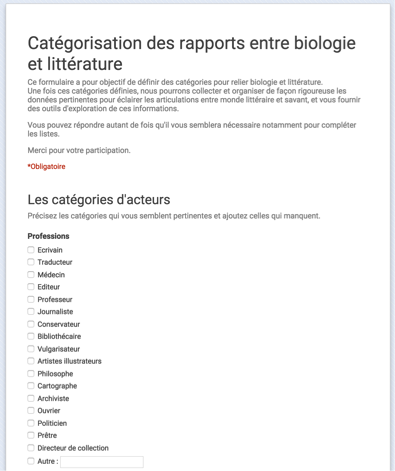 Catégorisation des rapports entre biologie
et littérature
Ce formulaire a pour objectif de définir des catégories pour relier biologie et littérature.
Une fois ces catégories définies, nous pourrons collecter et organiser de façon rigoureuse les
données pertinentes pour éclairer les articulations entre monde littéraire et savant, et vous fournir
des outils d'exploration de ces informations.
Vous pouvez répondre autant de fois qu'il vous semblera nécessaire notamment pour compléter
les listes.
Merci pour votre participation.
*Obligatoire
Les catégories d'acteurs
Précisez les catégories qui vous semblent pertinentes et ajoutez celles qui manquent.
Professions
Ecrivain
Traducteur
Médecin
Editeur
Professeur
Journaliste
Conservateur
Bibliothécaire
Vulgarisateur
Artistes illustrateurs
Philosophe
Cartographe
Archiviste
Ouvrier
Politicien
Prêtre
Directeur de collection
Autre :